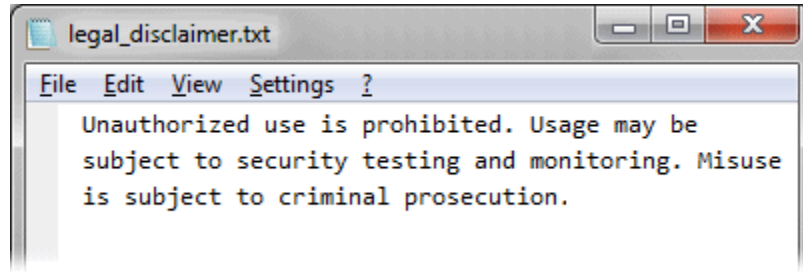 legal_disclaimer.txt
File Edit View Settings ?
Unauthorized use is prohibited. Usage may be
subject to security testing and monitoring. Misuse
is subject to criminal prosecution.